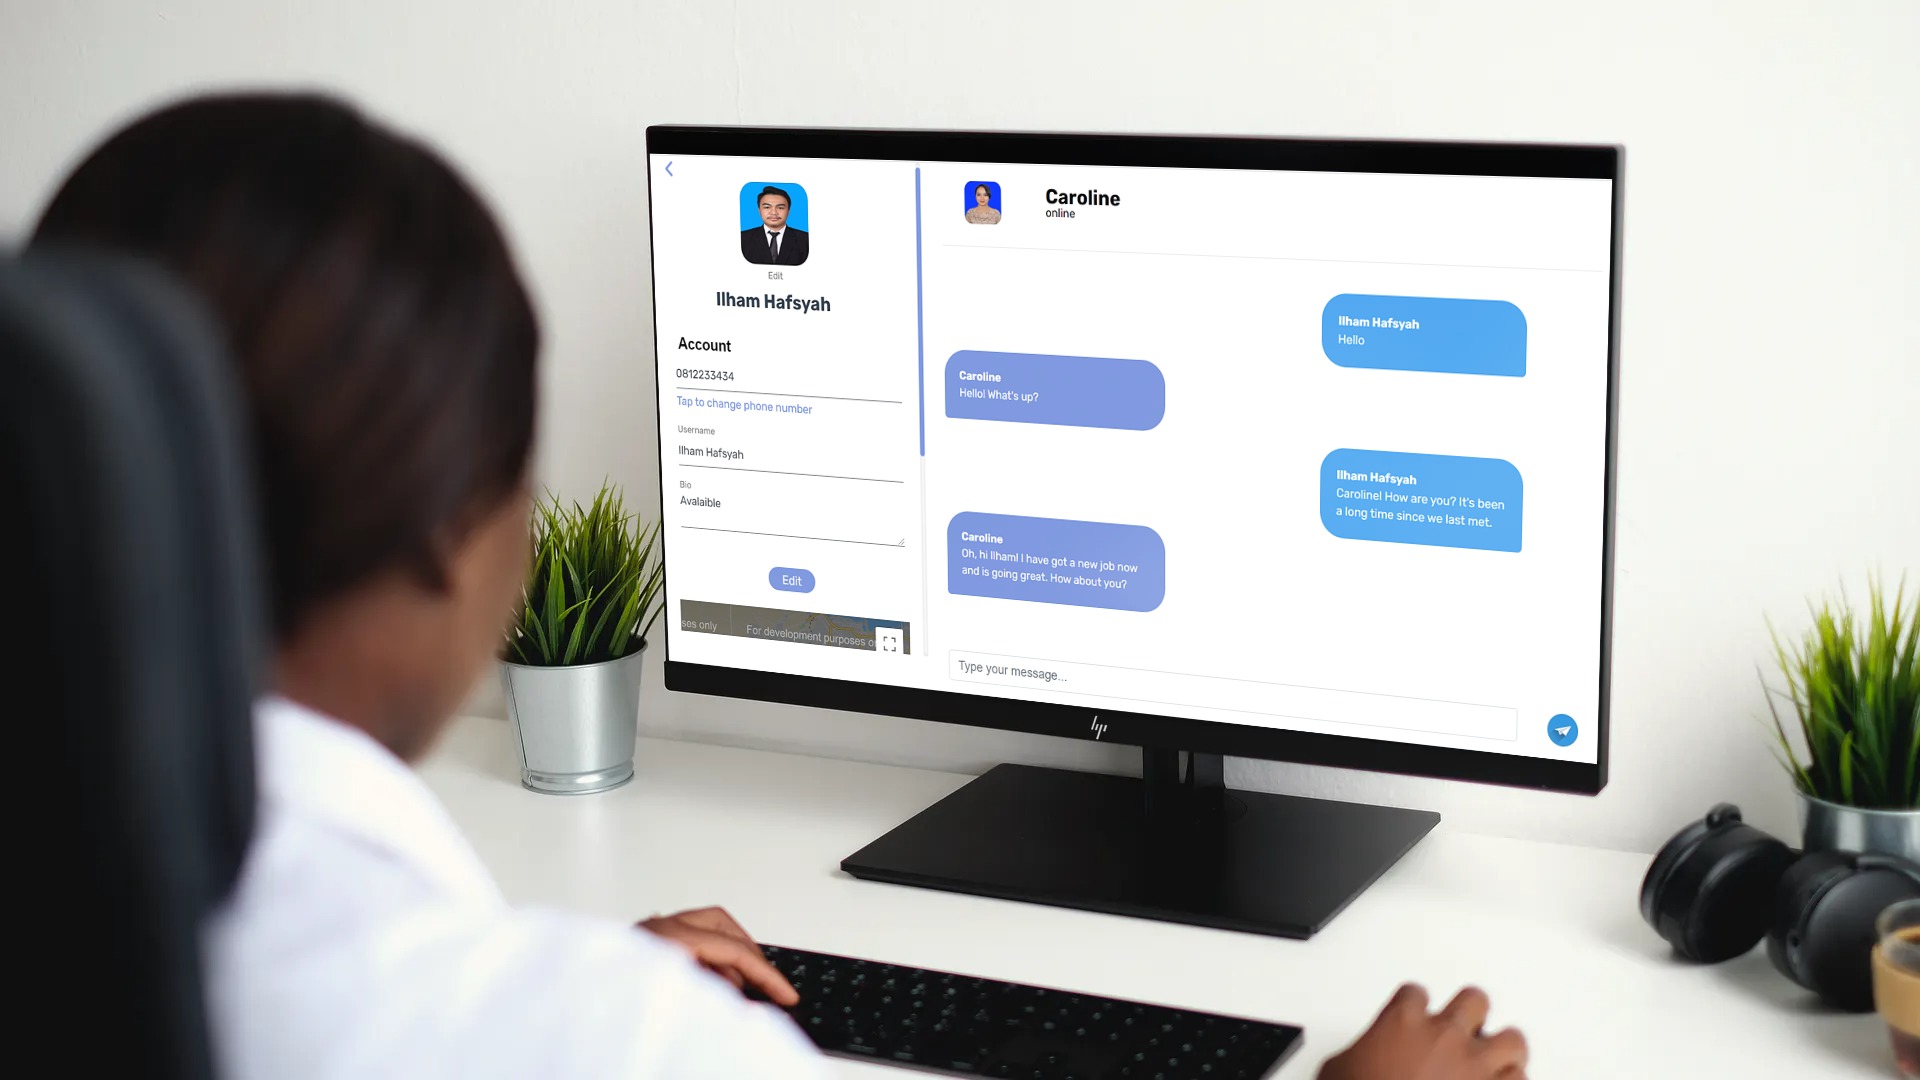 Edit
Ilham Hafsyah
Account
0812233434
Tap to change phone number
Username
Ilham Hafsyah
Bio
Avalaible
Edit
ses only
For development purposes o
Caroline
online
Ilham Hafsyah
Hello
Caroline
Hello! What's up?
Ilham Hafsyah
Caroline! How are you? It's been
a long time since we last met.
Caroline
Oh, hi Ilham! I have got a new job now
and is going great. How about you?
Type your message...
hp